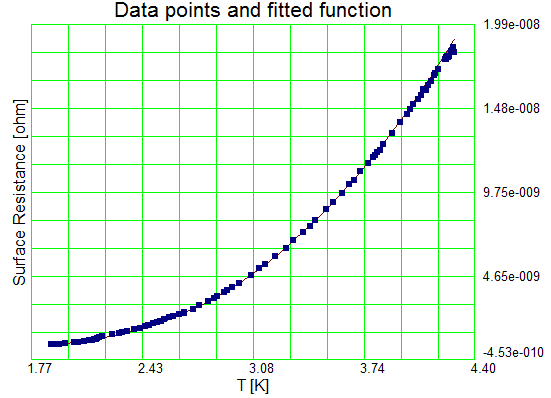 Data points and fitted function
1.99e-008
1.48e-008
9.75e-009
4.65e-009
-4.53e-010
Surface Resistance [ohm]
1.77 2.43 3.08 3.74 4.40
T [K]